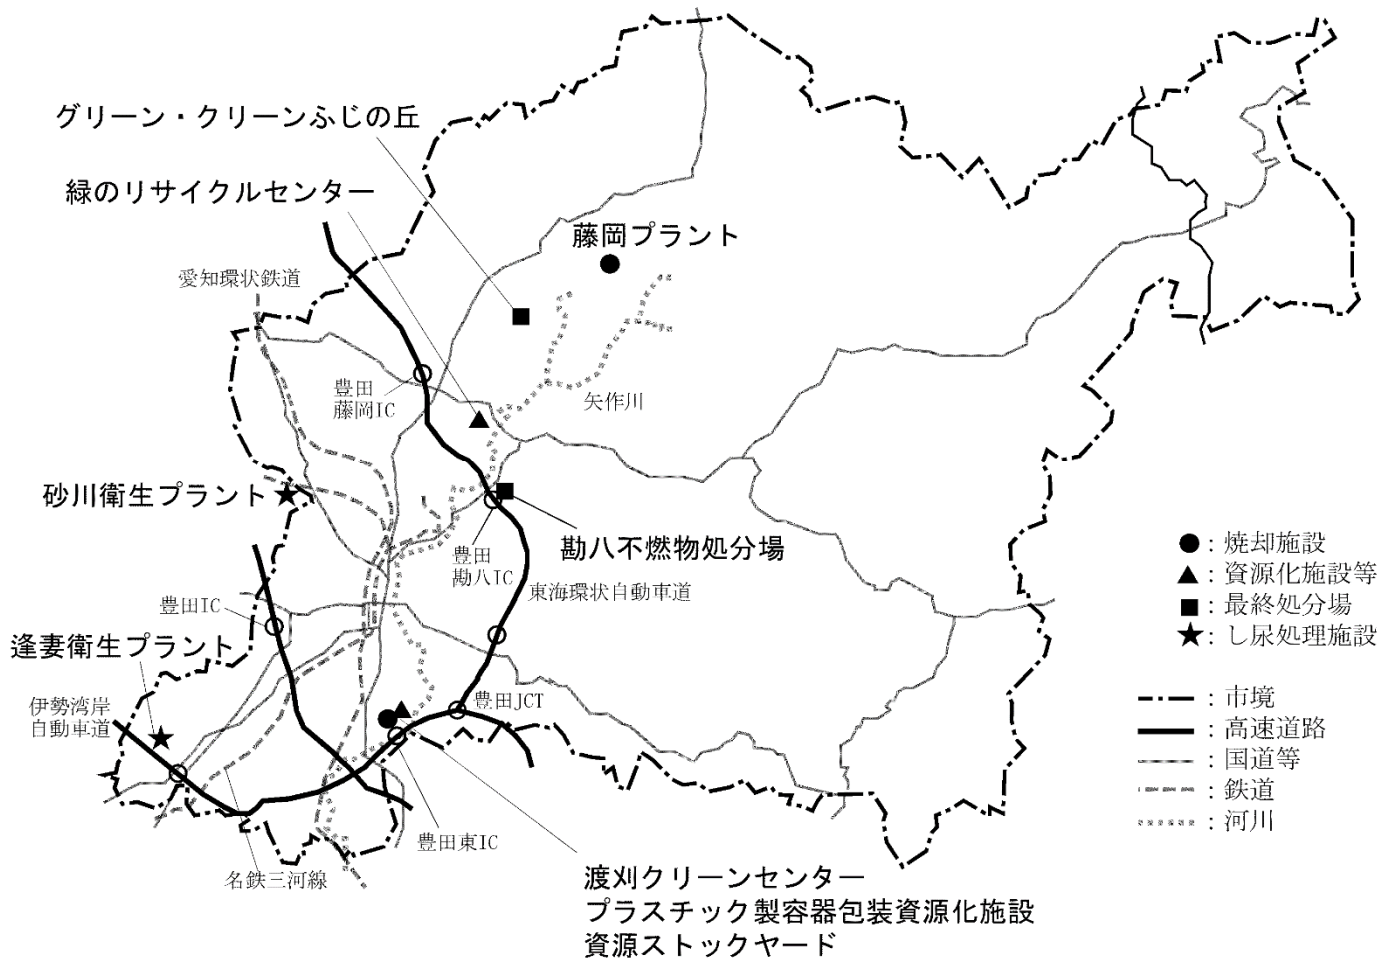 グリーン・クリーンふじの丘
緑のリサイクルセンター
藤岡プラント
愛知環状鉄道
豊田
藤岡IC
矢作川
砂川衛生プラント
豊田
勘八IC
勘八不燃物処分場
東海環状自動車道
豊田IC
逢妻衛生プラント
伊勢湾岸
自動車道
豊田JCT
豊田東IC
名鉄三河線
渡刈クリーンセンター
プラスチック製容器包装資源化施設
資源ストックヤード
●：焼却施設
▲：資源化施設等
■：最終処分場
★：し尿処理施設
：市境
：高速道路
：国道等
：鉄道
：河川